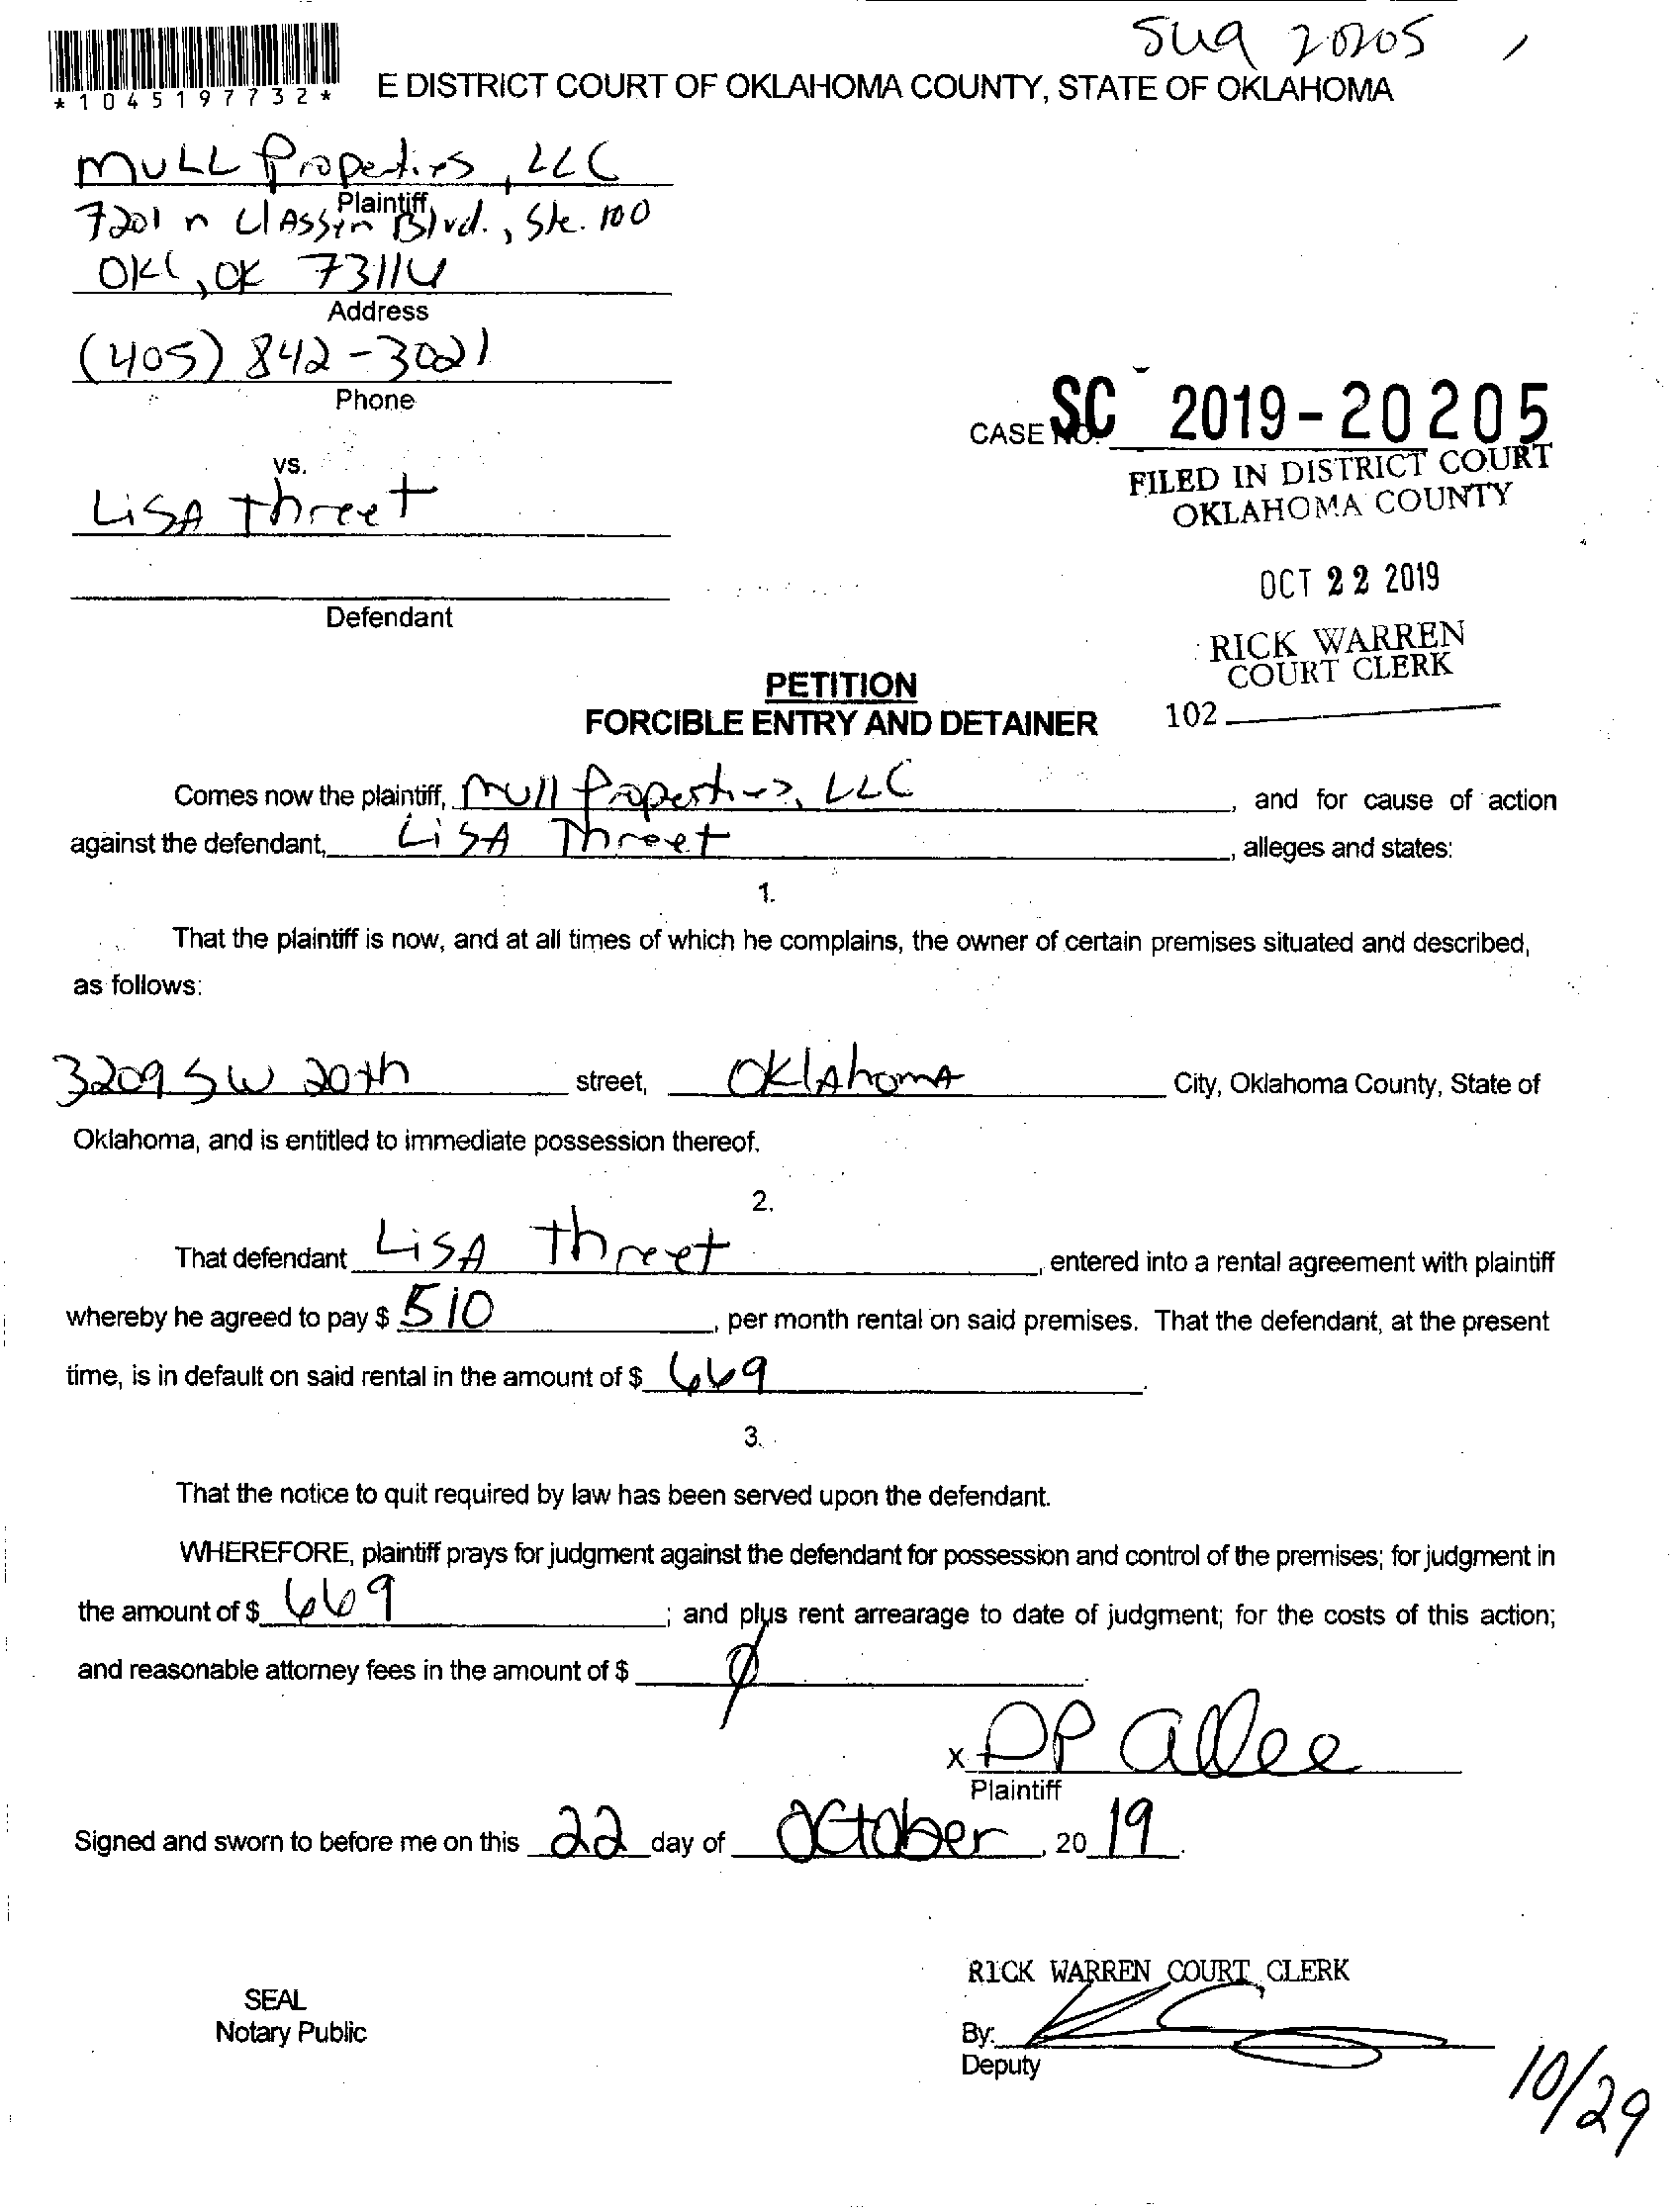 Sug 20205
*1045197732*
E DISTRICT COURT OF OKLAHOMA COUNTY, STATE OF OKLAHOMA
MULL Properties, LLC
Plaintiff
7201 n ClAssen Blvd., Ste. 100
OKC, OK 73116
Address
(405) 842-3021
Phone
CASE NO. SC 2019-20205
FILED IN DISTRICT COURT
OKLAHOMA COUNTY
vs.
LiSA Threet
OCT 22 2019
Defendant
RICK WARREN
COURT CLERK
102
PETITION
FORCIBLE ENTRY AND DETAINER
Comes now the plaintiff, Mull Properties, LLC, and for cause of action
against the defendant, LiSA Threet, alleges and states:
1.
That the plaintiff is now, and at all times of which he complains, the owner of certain premises situated and described,
as follows:
3209 SW 20th street, OklAhomA City, Oklahoma County, State of
Oklahoma, and is entitled to immediate possession thereof.
2.
That defendant LiSA Threet, entered into a rental agreement with plaintiff
whereby he agreed to pay $ 510, per month rental on said premises. That the defendant, at the present
time, is in default on said rental in the amount of $ 669.
3.
That the notice to quit required by law has been served upon the defendant.
WHEREFORE, plaintiff prays for judgment against the defendant for possession and control of the premises; for judgment in
the amount of $ 669; and plus rent arrearage to date of judgment; for the costs of this action;
and reasonable attorney fees in the amount of $ Ø.
X DP Allee
Plaintiff
Signed and sworn to before me on this 22 day of October, 20 19.
RICK WARREN COURT CLERK
SEAL
Notary Public
By:
Deputy
10/29